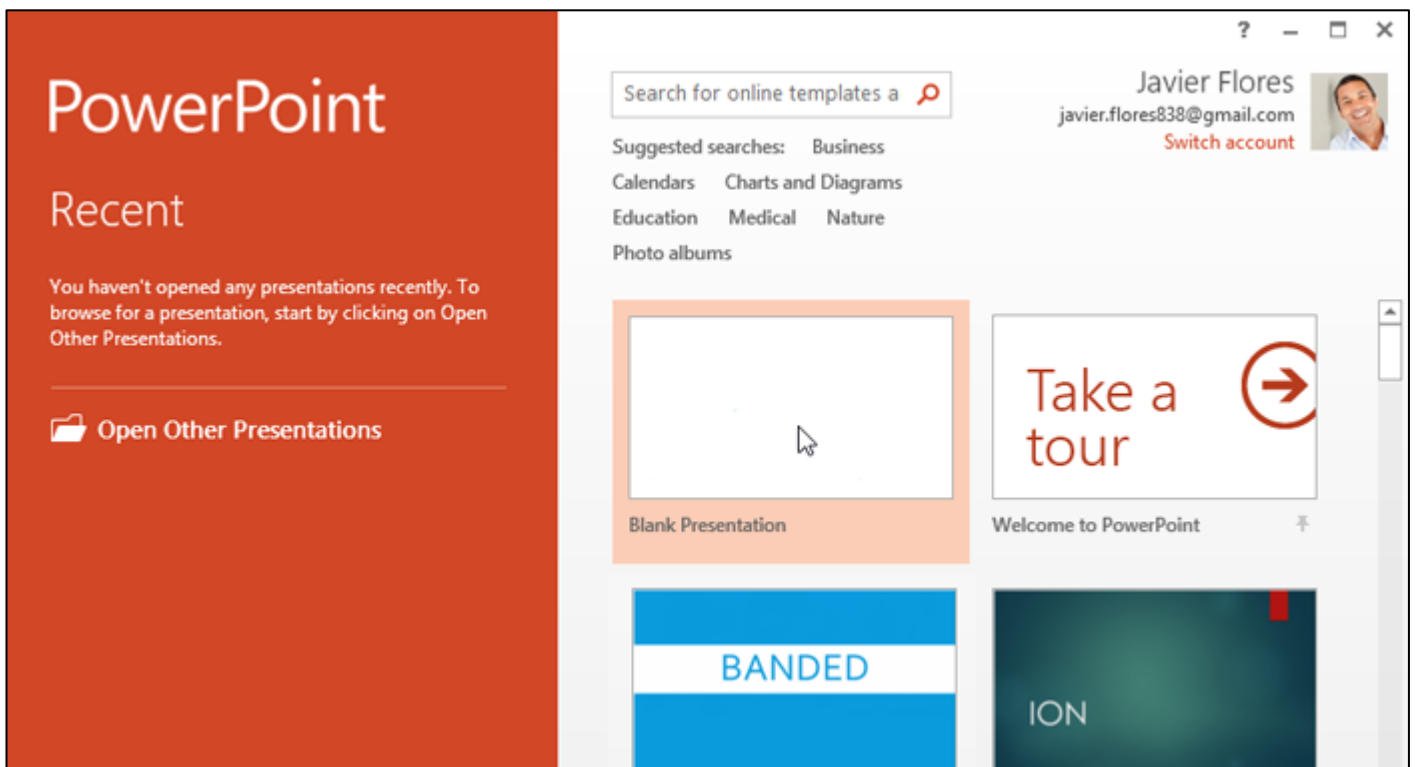 PowerPoint
Recent
You haven't opened any presentations recently. To
browse for a presentation, start by clicking on Open
Other Presentations.
Open Other Presentations
?
Search for online templates a
Javier Flores
javier.flores838@gmail.com
Switch account
Suggested searches: Business
Calendars Charts and Diagrams
Education Medical Nature
Photo albums
Take a
tour
Blank Presentation
Welcome to PowerPoint
BANDED
ION